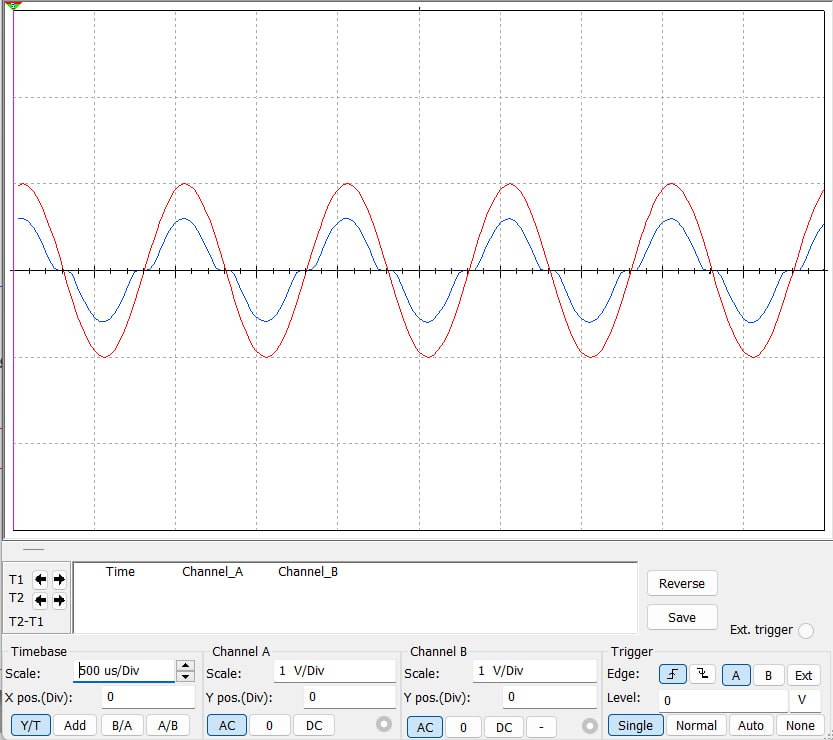 Time Channel_A Channel_B
T1
T2
T2-T1
Reverse
Save
Ext. trigger
Timebase
Scale: 500 us/Div
X pos.(Div): 0
Y/T Add B/A A/B
Channel A
Scale: 1 V/Div
Y pos.(Div): 0
AC 0 DC
Channel B
Scale: 1 V/Div
Y pos.(Div): 0
AC 0 DC -
Trigger
Edge: A B Ext
Level: 0 V
Single Normal Auto None